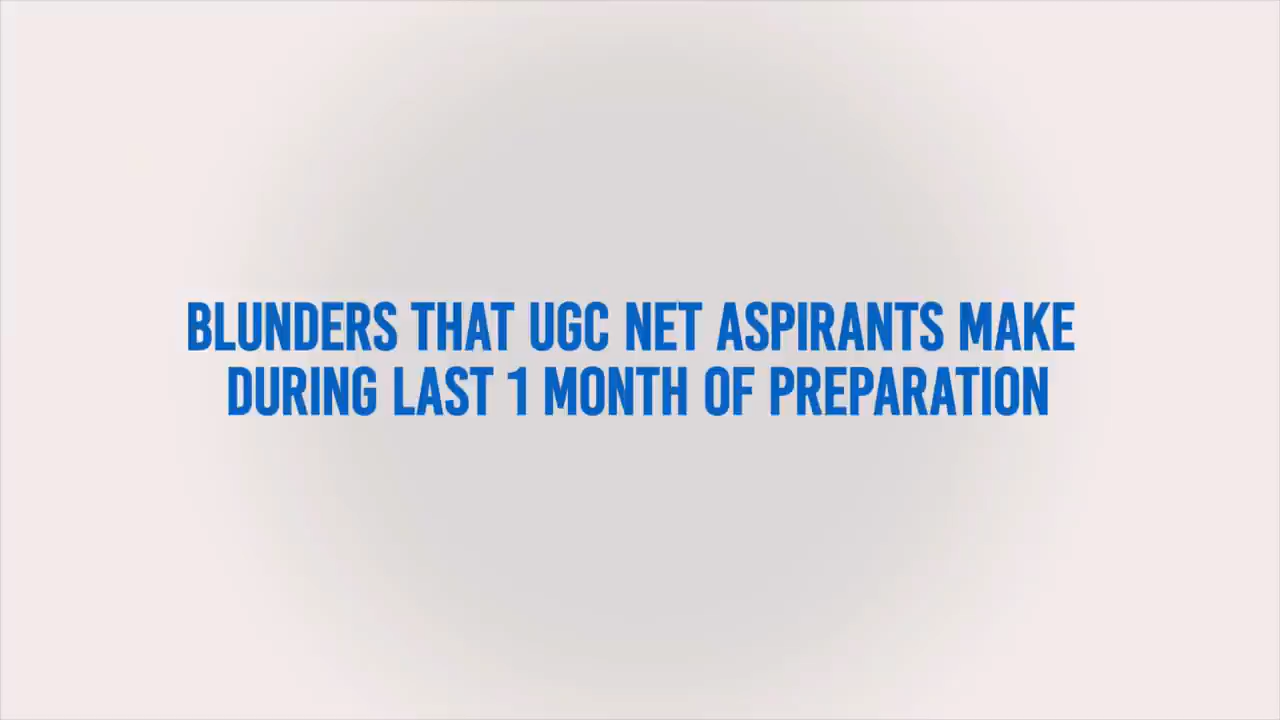 BLUNDERS THAT UGC NET ASPIRANTS MAKE
DURING LAST 1 MONTH OF PREPARATION